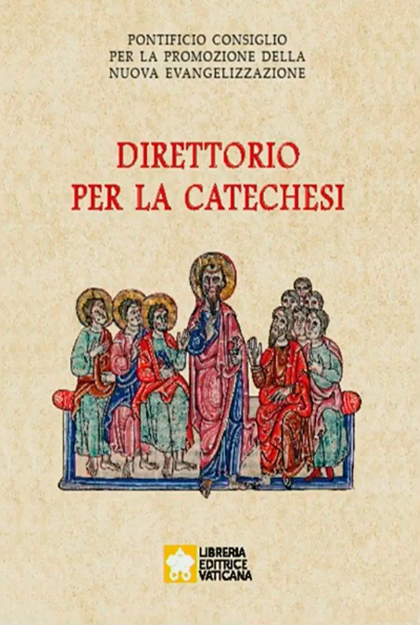 PONTIFICIO CONSIGLIO
PER LA PROMOZIONE DELLA
NUOVA EVANGELIZZAZIONE
DIRETTORIO
PER LA CATECHESI
LIBRERIA
EDITRICE
VATICANA